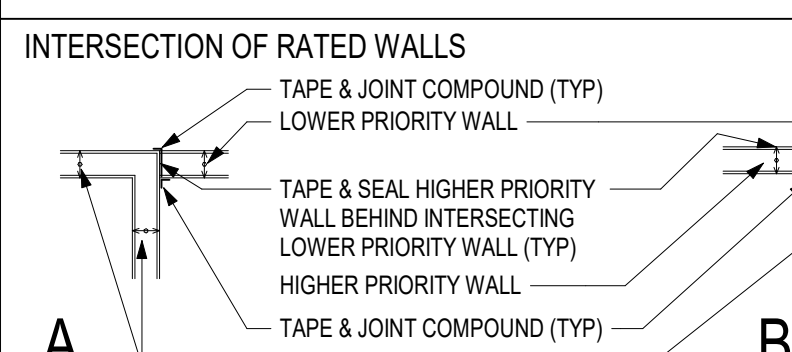 INTERSECTION OF RATED WALLS
TAPE & JOINT COMPOUND (TYP)
LOWER PRIORITY WALL
TAPE & SEAL HIGHER PRIORITY
WALL BEHIND INTERSECTING
LOWER PRIORITY WALL (TYP)
HIGHER PRIORITY WALL
TAPE & JOINT COMPOUND (TYP)
A
B